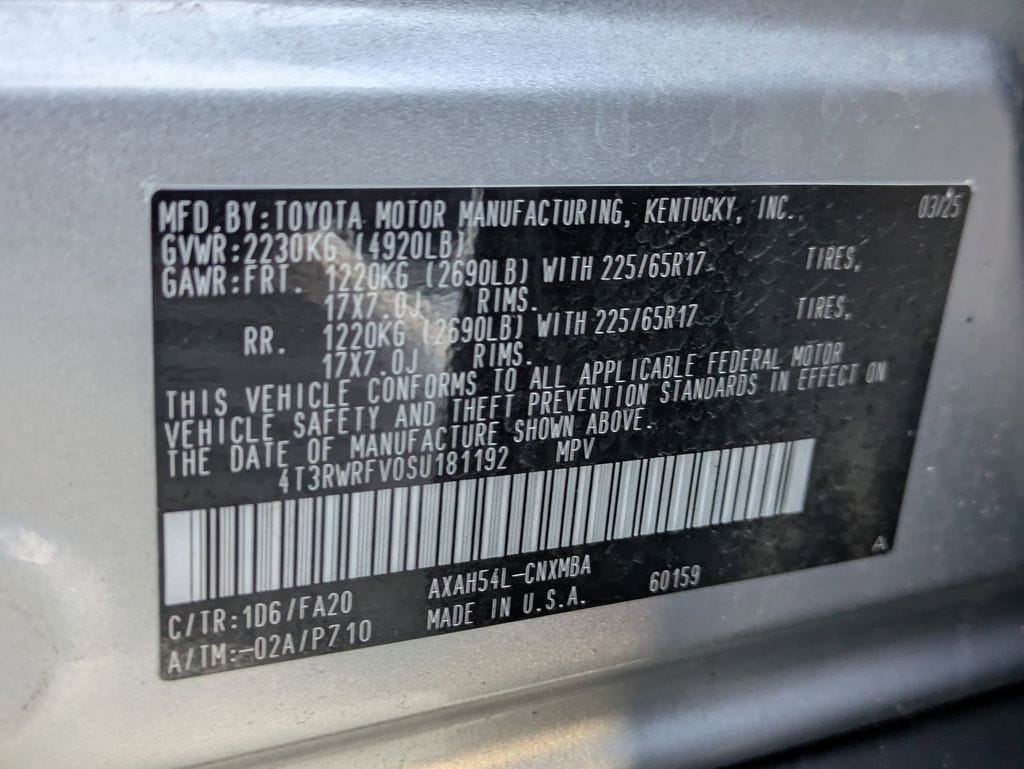 MFD.BY:TOYOTA MOTOR MANUFACTURING, KENTUCKY, INC. 03/25
GVWR:2230KG (4920LB)
GAWR:FRT. 1220KG (2690LB) WITH 225/65R17 TIRES,
17X7.0J RIMS.
RR. 1220KG (2690LB) WITH 225/65R17 TIRES,
17X7.0J RIMS.
THIS VEHICLE CONFORMS TO ALL APPLICABLE FEDERAL MOTOR
VEHICLE SAFETY AND THEFT PREVENTION STANDARDS IN EFFECT ON
THE DATE OF MANUFACTURE SHOWN ABOVE.
4T3RWRFV0SU181192 MPV
A
C/TR:1D6/FA20 AXAH54L-CNXMBA 60159
A/TM:-02A/P710 MADE IN U.S.A.